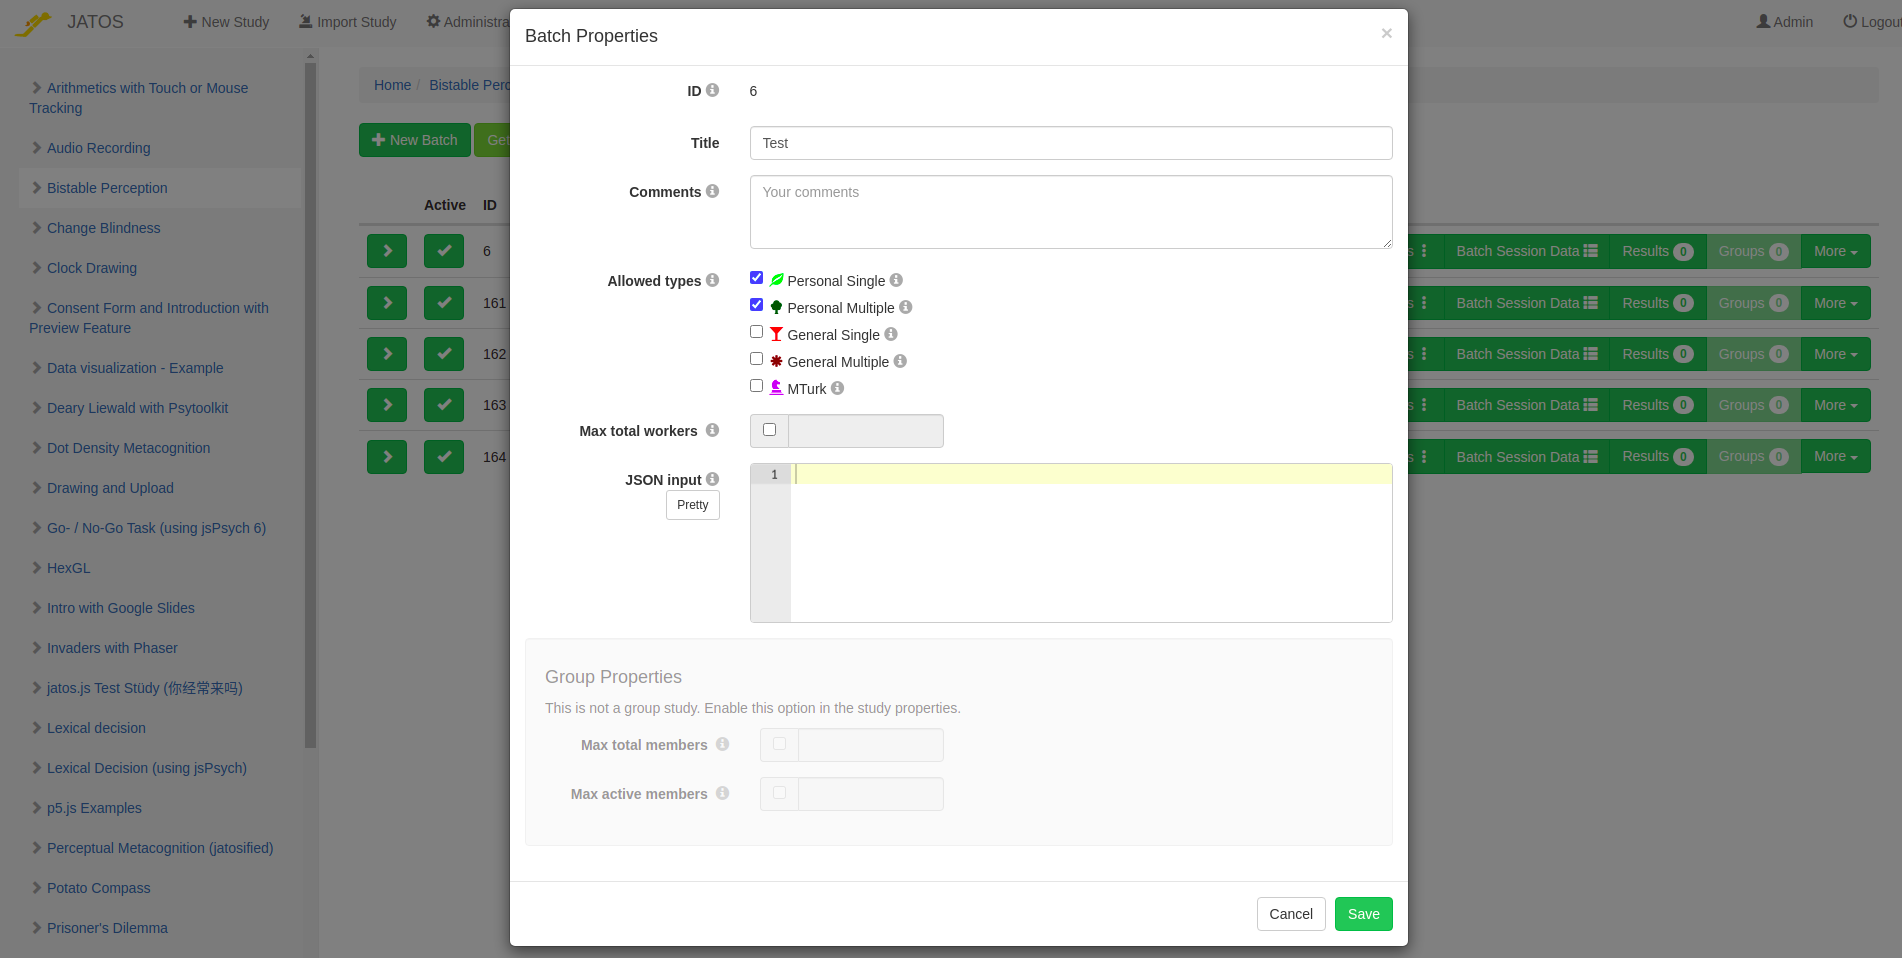 JATOS
New Study
Import Study
Administra
Admin
Logou
Arithmetics with Touch or Mouse
Tracking
Audio Recording
Bistable Perception
Change Blindness
Clock Drawing
Consent Form and Introduction with
Preview Feature
Data visualization - Example
Deary Liewald with Psytoolkit
Dot Density Metacognition
Drawing and Upload
Go- / No-Go Task (using jsPsych 6)
HexGL
Intro with Google Slides
Invaders with Phaser
jatos.js Test Stüdy (你经常来吗)
Lexical decision
Lexical Decision (using jsPsych)
p5.js Examples
Perceptual Metacognition (jatosified)
Potato Compass
Prisoner's Dilemma
Home / Bistable Perc
New Batch
Get
Active ID
6
161
162
163
164
Batch Properties ×
ID 6
Title Test
Comments Your comments
Allowed types Personal Single
Personal Multiple
General Single
General Multiple
MTurk
Max total workers
JSON input 1
Pretty
Group Properties
This is not a group study. Enable this option in the study properties.
Max total members
Max active members
Cancel Save
s Batch Session Data Results 0 Groups 0 More
s Batch Session Data Results 0 Groups 0 More
s Batch Session Data Results 0 Groups 0 More
s Batch Session Data Results 0 Groups 0 More
s Batch Session Data Results 0 Groups 0 More